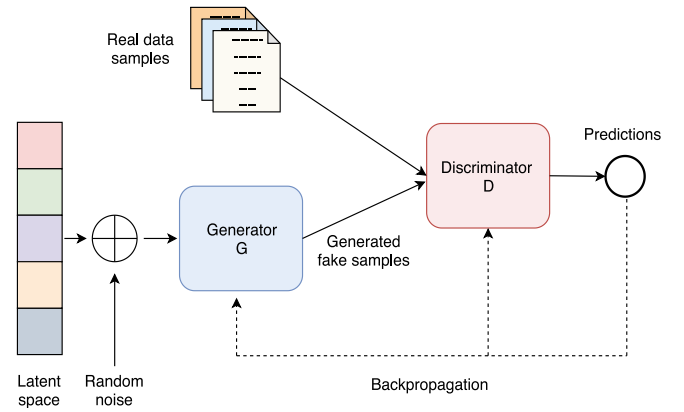 Real data
samples
Predictions
Discriminator
D
Generator
G
Generated
fake samples
Latent
space
Random
noise
Backpropagation